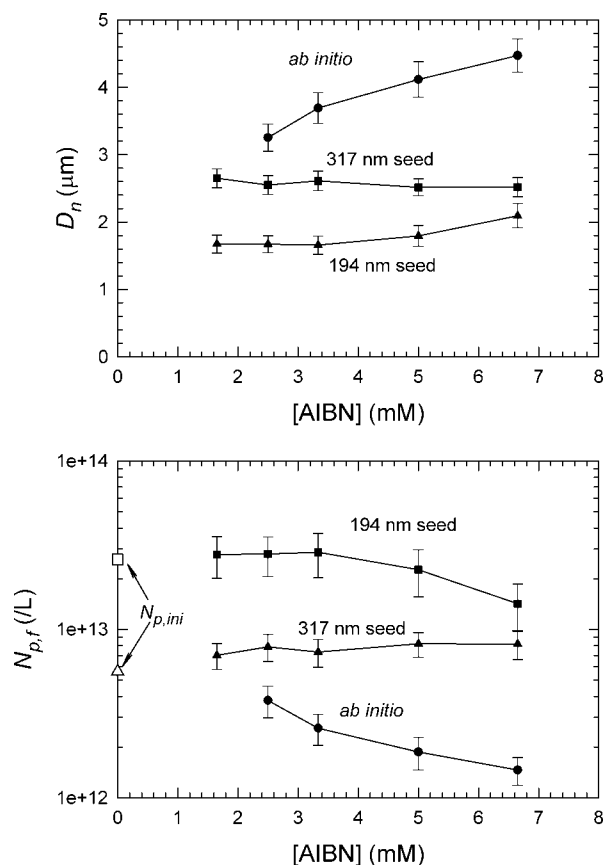 5
ab initio
4
317 nm seed
3
D_n (μm)
2
194 nm seed
1
0
0 1 2 3 4 5 6 7 8
[AIBN] (mM)
1e+14
194 nm seed
N_{p,ini}
N_{p,f} (/L)
1e+13
317 nm seed
ab initio
1e+12
0 1 2 3 4 5 6 7 8
[AIBN] (mM)